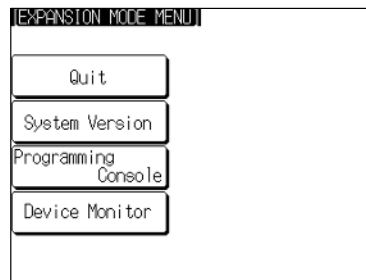 [EXPANSION MODE MENU]
Quit
System Version
Programming
Console
Device Monitor